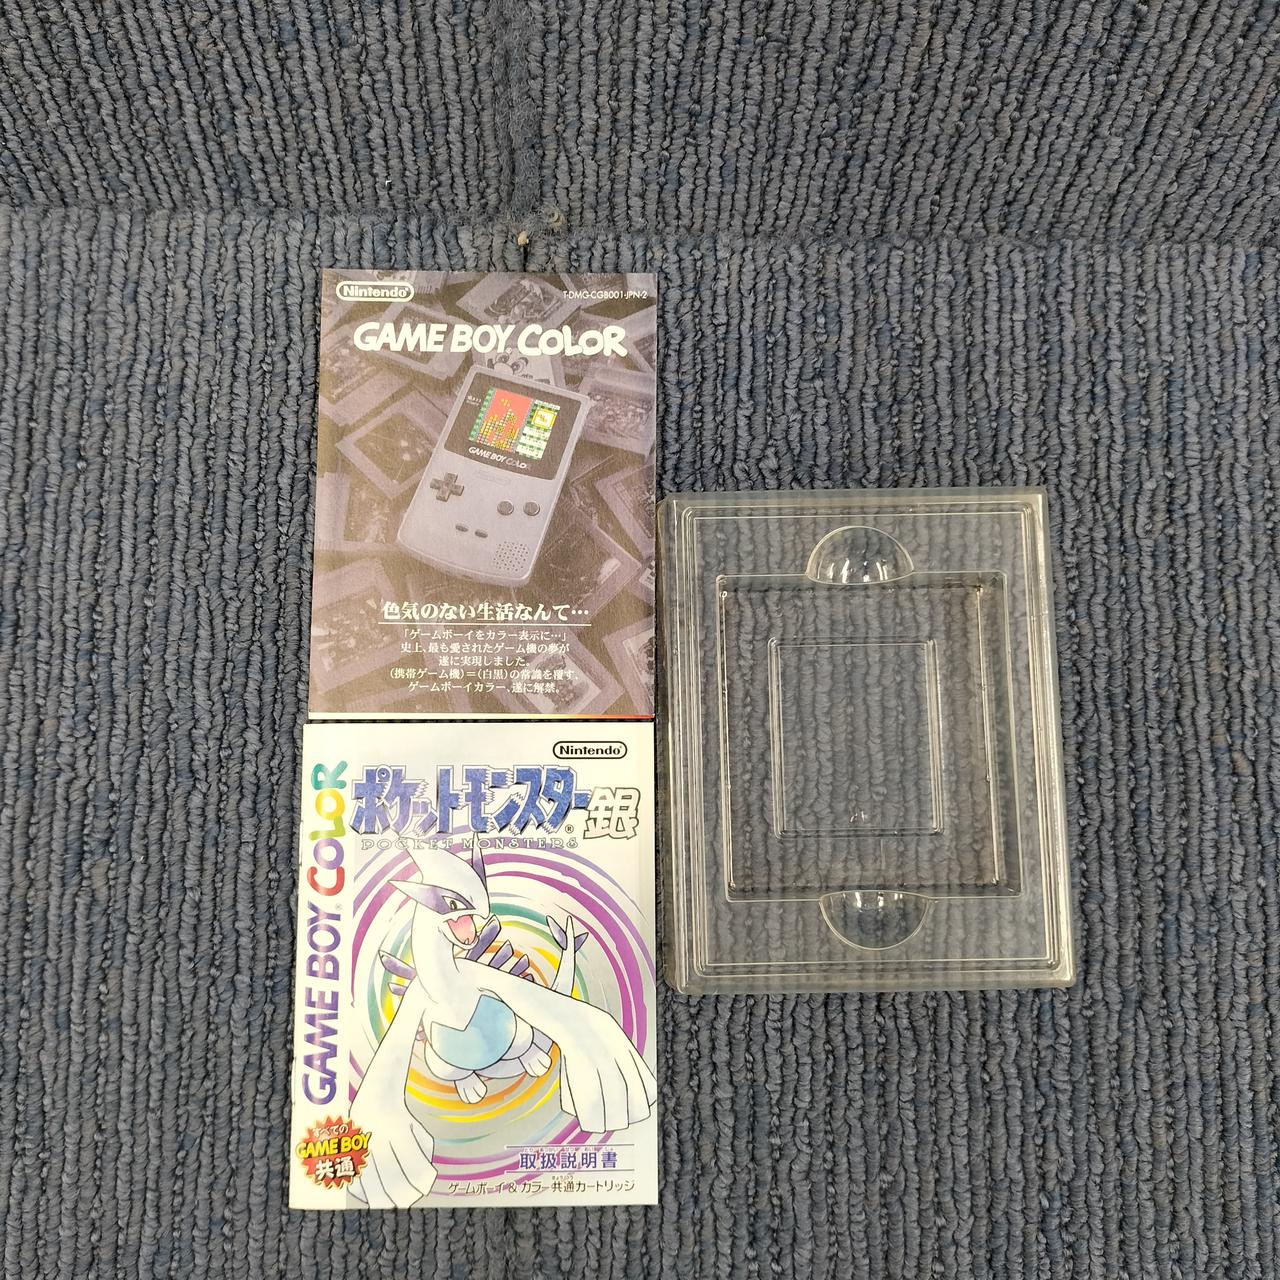 Nintendo
T-DMG-CGB001-JPN-2
GAME BOY COLOR
GAME BOY COLOR
色気のない生活なんて…
「ゲームボーイをカラー表示に…」
史上、最も愛されたゲーム機の夢が
遂に実現しました。
(携帯ゲーム機)=(白黒)の常識を覆す、
ゲームボーイカラー、遂に解禁。
Nintendo
ポケットモンスター銀
POCKET MONSTERS
GAME BOY COLOR
すべての
GAME BOY
共通
取扱説明書
ゲームボーイ&カラー共通カートリッジ